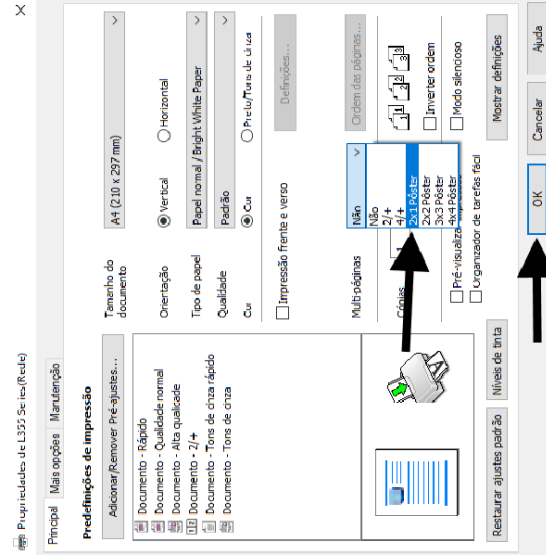 Propriedades de L355 Series(Rede)
Principal
Mais opções
Manutenção
Predefinições de impressão
Adicionar/Remover Pré-ajustes...
Documento - Rápido
Documento - Qualidade normal
Documento - Alta qualidade
Documento - 2/+
Documento - Tons de cinza rápido
Documento - Tons de cinza
Tamanho do documento
A4 (210 x 297 mm)
Orientação
Vertical
Horizontal
Tipo de papel
Papel normal / Bright White Paper
Qualidade
Padrão
Cor
Cor
Preto/Tons de cinza
Impressão frente e verso
Definições...
Multi-páginas
Não
Ordem das páginas...
Não
2/+
4/+
2x1 Pôster
2x2 Pôster
3x3 Pôster
4x4 Pôster
Cópias
1
Inverter ordem
Pré-visualiza
Modo silencioso
Organizador de tarefas fácil
Restaurar ajustes padrão
Níveis de tinta
Mostrar definições
OK
Cancelar
Ajuda